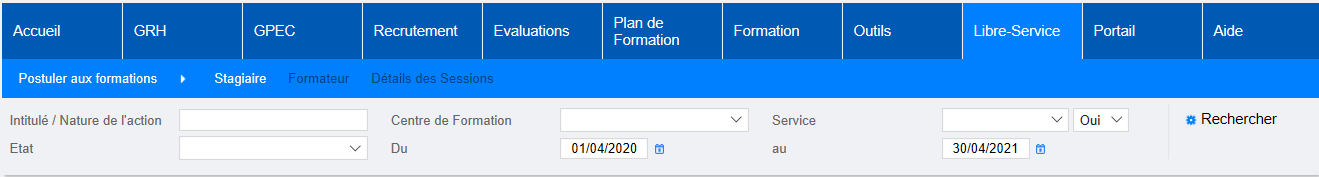 Accueil GRH GPEC Recrutement Evaluations Plan de Formation Formation Outils Libre-Service Portail Aide
Postuler aux formations Stagiaire Formateur Détails des Sessions
Intitulé / Nature de l'action Centre de Formation Service Oui Rechercher
Etat Du 01/04/2020 au 30/04/2021